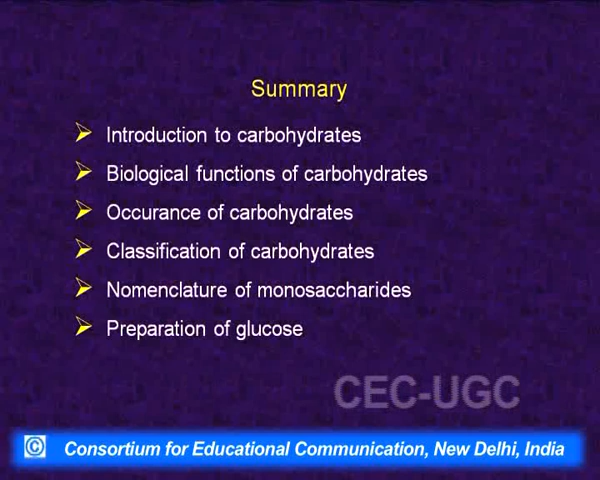 Summary
Introduction to carbohydrates
Biological functions of carbohydrates
Occurance of carbohydrates
Classification of carbohydrates
Nomenclature of monosaccharides
Preparation of glucose
CEC-UGC
© Consortium for Educational Communication, New Delhi, India